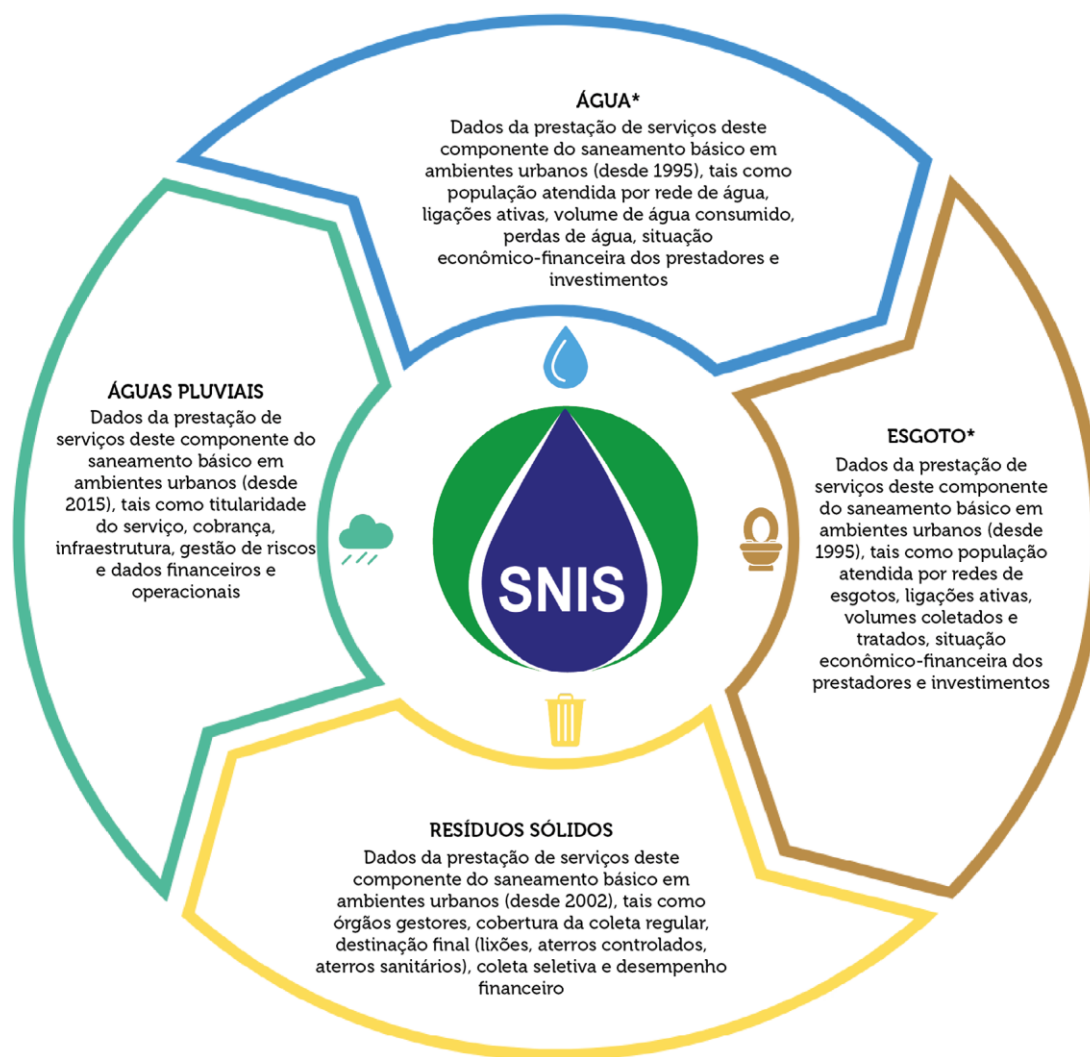 ÁGUA*
Dados da prestação de serviços deste
componente do saneamento básico em
ambientes urbanos (desde 1995), tais como
população atendida por rede de água,
ligações ativas, volume de água consumido,
perdas de água, situação
econômico-financeira dos prestadores e
investimentos
ESGOTO*
Dados da prestação de
serviços deste componente
do saneamento básico em
ambientes urbanos (desde
1995), tais como população
atendida por redes de
esgotos, ligações ativas,
volumes coletados e
tratados, situação
econômico-financeira dos
prestadores e investimentos
RESÍDUOS SÓLIDOS
Dados da prestação de serviços deste
componente do saneamento básico em
ambientes urbanos (desde 2002), tais como
órgãos gestores, cobertura da coleta regular,
destinação final (lixões, aterros controlados,
aterros sanitários), coleta seletiva e desempenho
financeiro
ÁGUAS PLUVIAIS
Dados da prestação de
serviços deste componente do
saneamento básico em
ambientes urbanos (desde
2015), tais como titularidade
do serviço, cobrança,
infraestrutura, gestão de riscos
e dados financeiros e
operacionais
SNIS